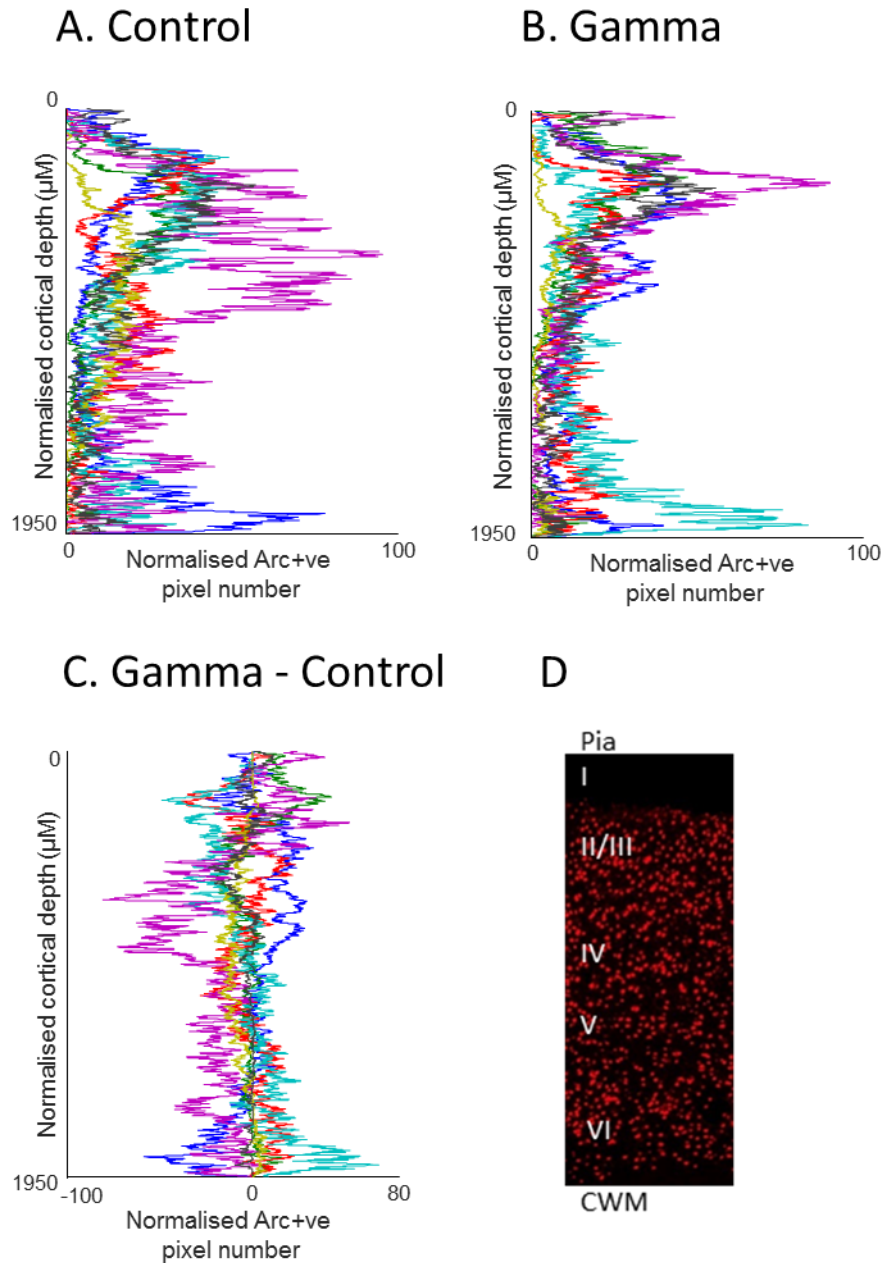 A. Control
0
Normalised cortical depth (µM)
1950
0
100
Normalised Arc+ve
pixel number
B. Gamma
0
Normalised cortical depth (µM)
1950
0
100
Normalised Arc+ve
pixel number
C. Gamma - Control
0
Normalised cortical depth (µM)
1950
-100
0
80
Normalised Arc+ve
pixel number
D
Pia
I
II/III
IV
V
VI
CWM